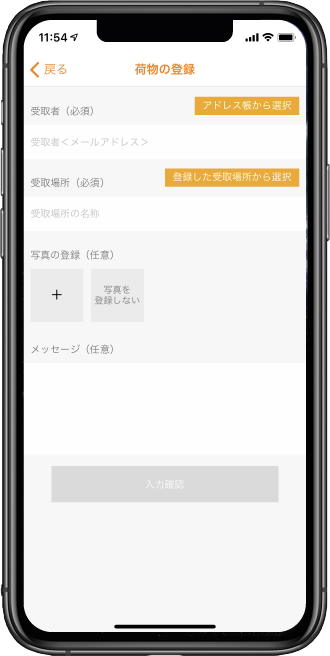 11:54
戻る
荷物の登録
受取者（必須）
アドレス帳から選択
受取者＜メールアドレス＞
受取場所（必須）
登録した受取場所から選択
受取場所の名称
写真の登録（任意）
＋
写真を
登録しない
メッセージ（任意）
入力確認